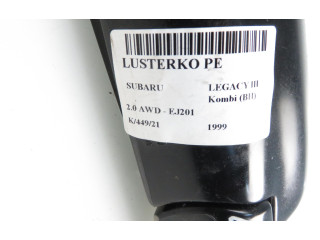 LUSTERKO PE
SUBARU LEGACY III
Kombi (BH)
2.0 AWD - EJ201
K/449/21 1999